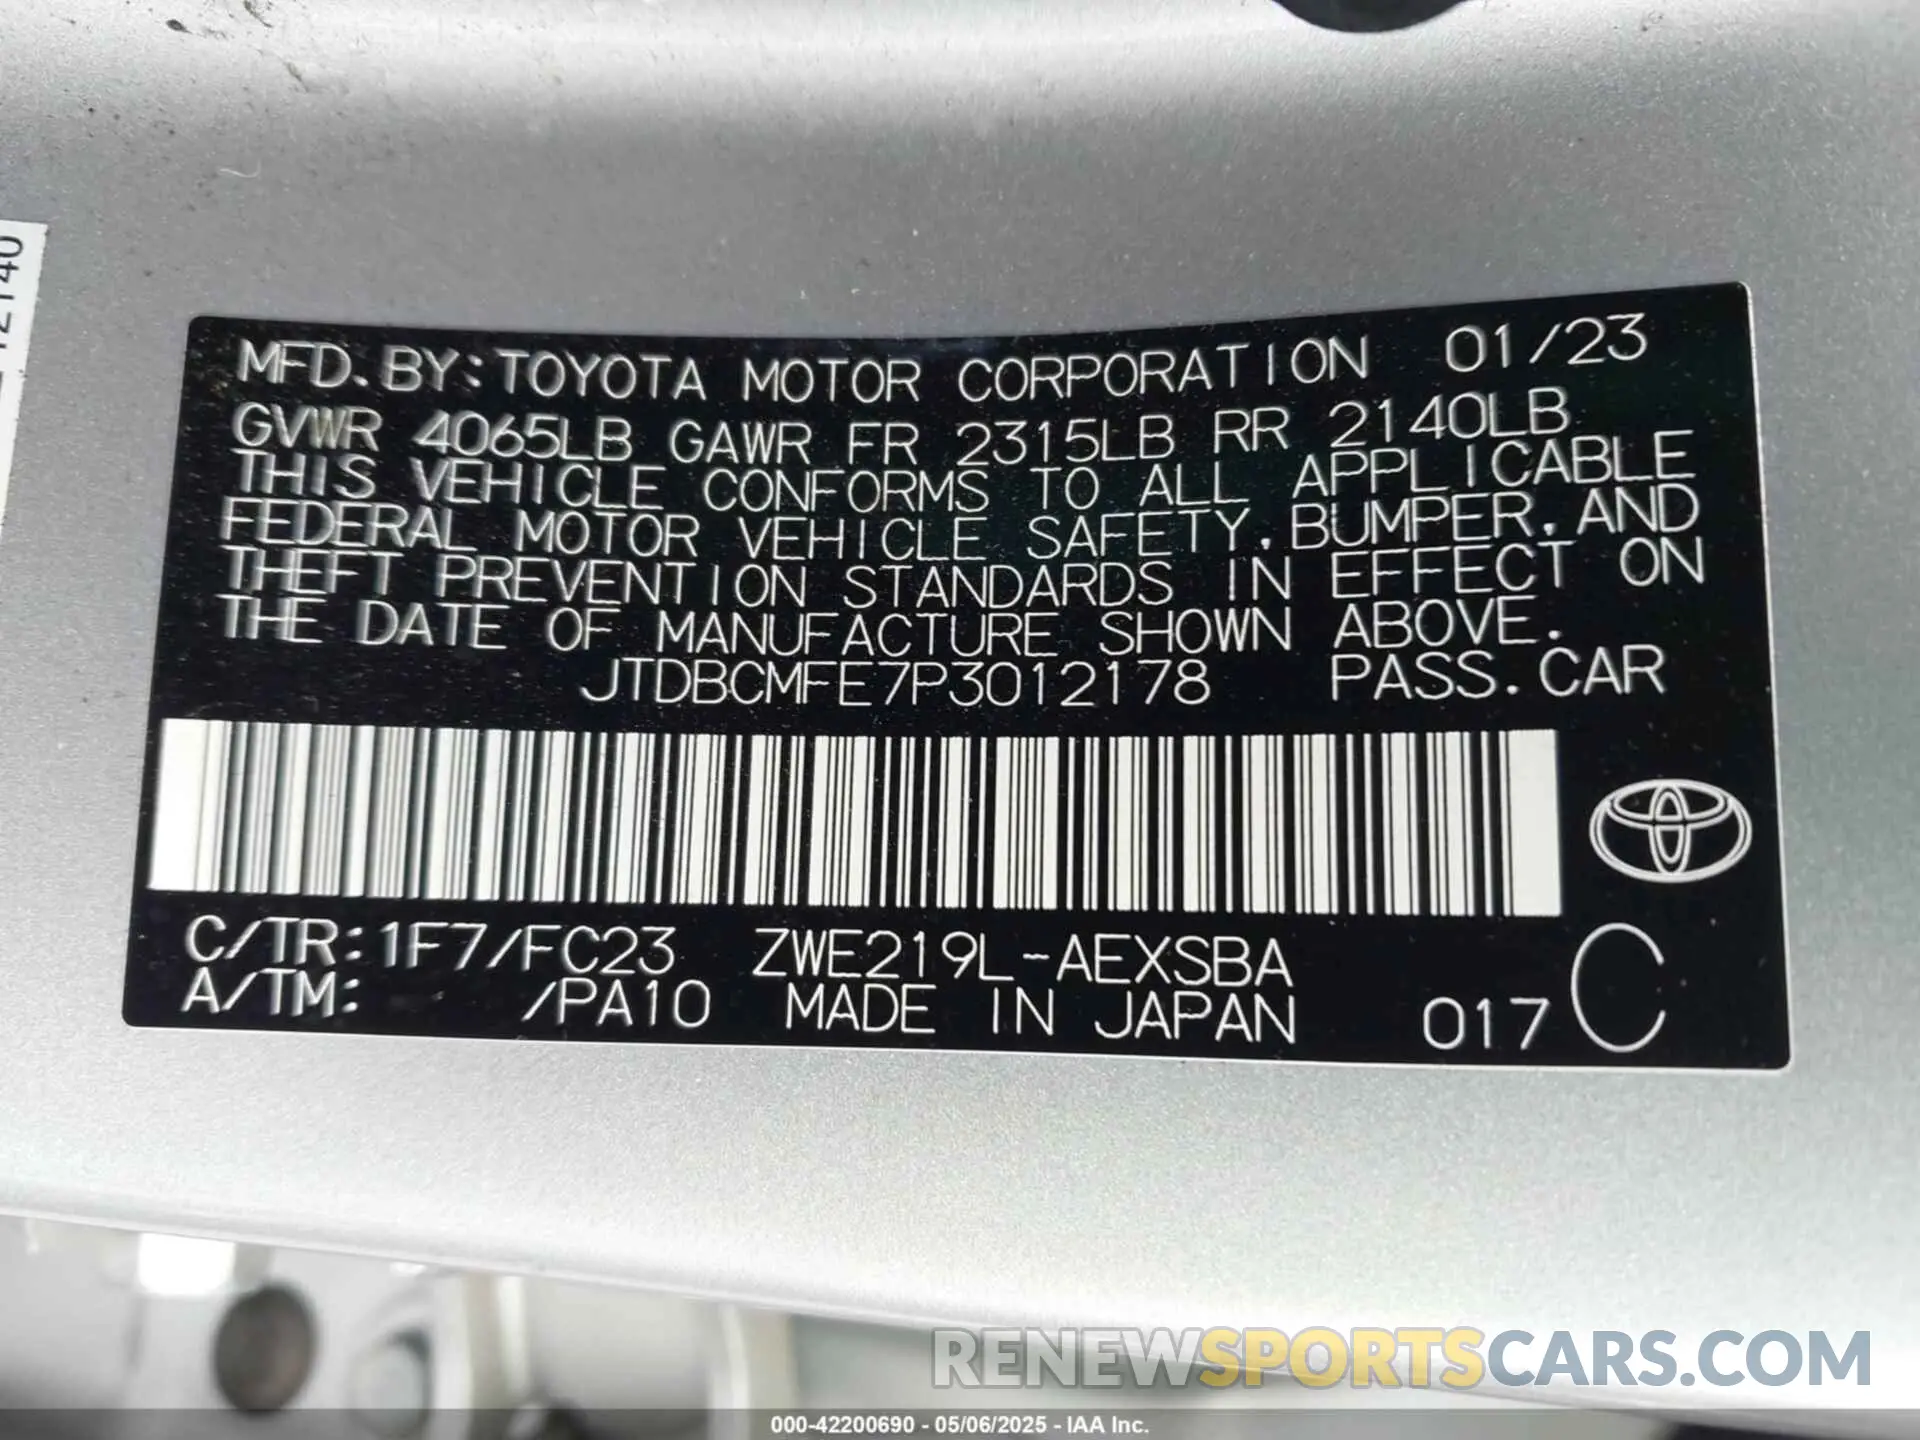 12140
MFD. BY: TOYOTA MOTOR CORPORATION 01/23
GVWR 4065LB GAWR FR 2315LB RR 2140LB
THIS VEHICLE CONFORMS TO ALL APPLICABLE
FEDERAL MOTOR VEHICLE SAFETY, BUMPER, AND
THEFT PREVENTION STANDARDS IN EFFECT ON
THE DATE OF MANUFACTURE SHOWN ABOVE.
JTDBCMFE7P3012178 PASS. CAR
C/TR: 1F7/FC23 ZWE219L-AEXSBA
A/TM: /PA10 MADE IN JAPAN 017 C
RENEWSPORTSCARS.COM
000-42200690 - 05/06/2025 - IAA Inc.